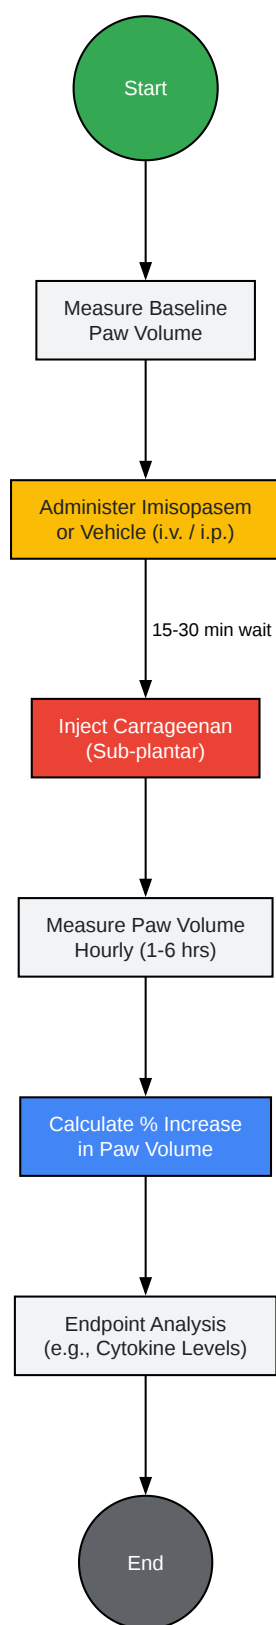 Start
Measure Baseline
Paw Volume
Administer Imisopasem
or Vehicle (i.v. / i.p.)
15-30 min wait
Inject Carrageenan
(Sub-plantar)
Measure Paw Volume
Hourly (1-6 hrs)
Calculate % Increase
in Paw Volume
Endpoint Analysis
(e.g., Cytokine Levels)
End